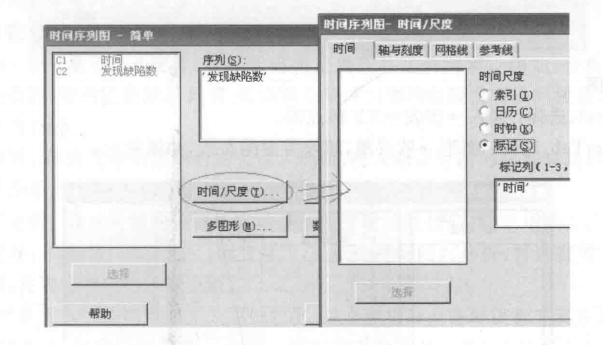 时间序列图 - 简单
C1 时间
C2 发现缺陷数
序列(S):
'发现缺陷数'
时间/尺度(T)...
多图形(M)...
选择
帮助
时间序列图- 时间/尺度
时间 轴与刻度 网格线 参考线
时间尺度
索引(I)
日历(C)
时钟(K)
标记(S)
标记列(1-3,
'时间'
选择